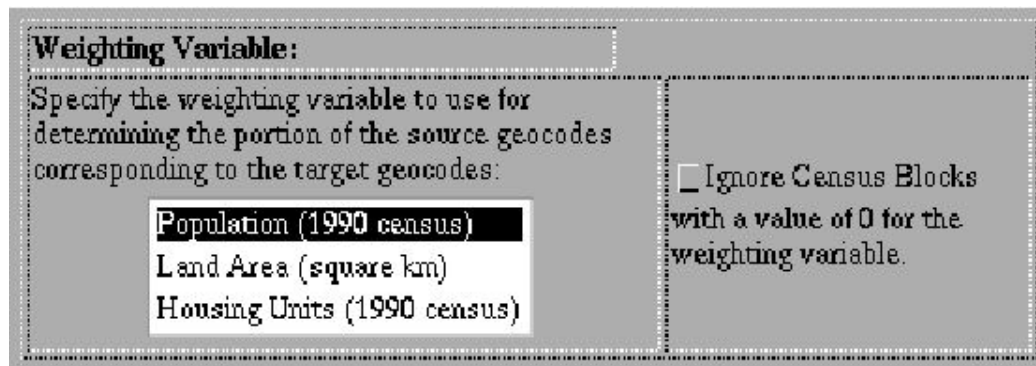 Weighting Variable:
Specify the weighting variable to use for
determining the portion of the source geocodes
corresponding to the target geocodes:
Population (1990 census)
Land Area (square km)
Housing Units (1990 census)
Ignore Census Blocks
with a value of 0 for the
weighting variable.